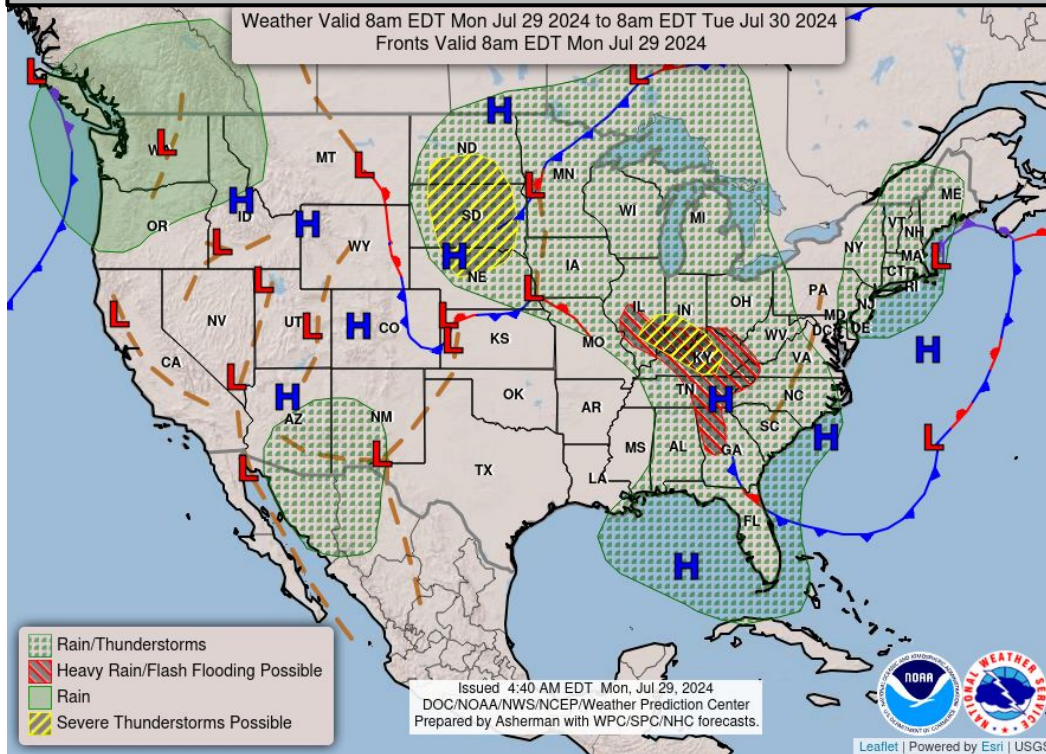 Weather Valid 8am EDT Mon Jul 29 2024 to 8am EDT Tue Jul 30 2024
Fronts Valid 8am EDT Mon Jul 29 2024
L
L
H
ND
MT
L
MN
L
WA
L
ME
H
ID
H
SD
WI
MI
VT
NH
OR
L
WY
H
NE
IA
NY
MA
L
CT
RI
L
L
PA
NJ
L
NV
UT
L
H
CO
L
L
KS
MO
IL
IN
OH
WV
MD
DC
DE
VA
H
CA
L
KY
H
AZ
NM
OK
AR
TN
H
NC
SC
H
L
L
L
TX
LA
MS
AL
GA
FL
H
Rain/Thunderstorms
Heavy Rain/Flash Flooding Possible
Rain
Severe Thunderstorms Possible
Issued 4:40 AM EDT Mon, Jul 29, 2024
DOC/NOAA/NWS/NCEP/Weather Prediction Center
Prepared by Asherman with WPC/SPC/NHC forecasts.
NOAA
NATIONAL WEATHER SERVICE
Leaflet | Powered by Esri | USGS